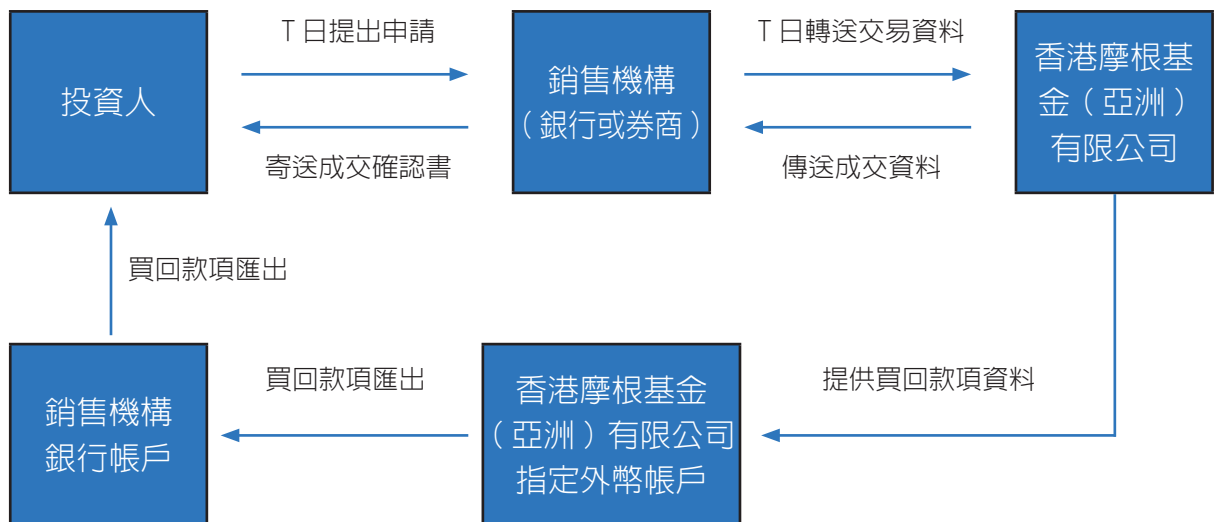 投資人
T日提出申請
寄送成交確認書
銷售機構
（銀行或券商）
T日轉送交易資料
傳送成交資料
香港摩根基
金（亞洲）
有限公司
買回款項匯出
銷售機構
銀行帳戶
買回款項匯出
香港摩根基金
（亞洲）有限公司
指定外幣帳戶
提供買回款項資料